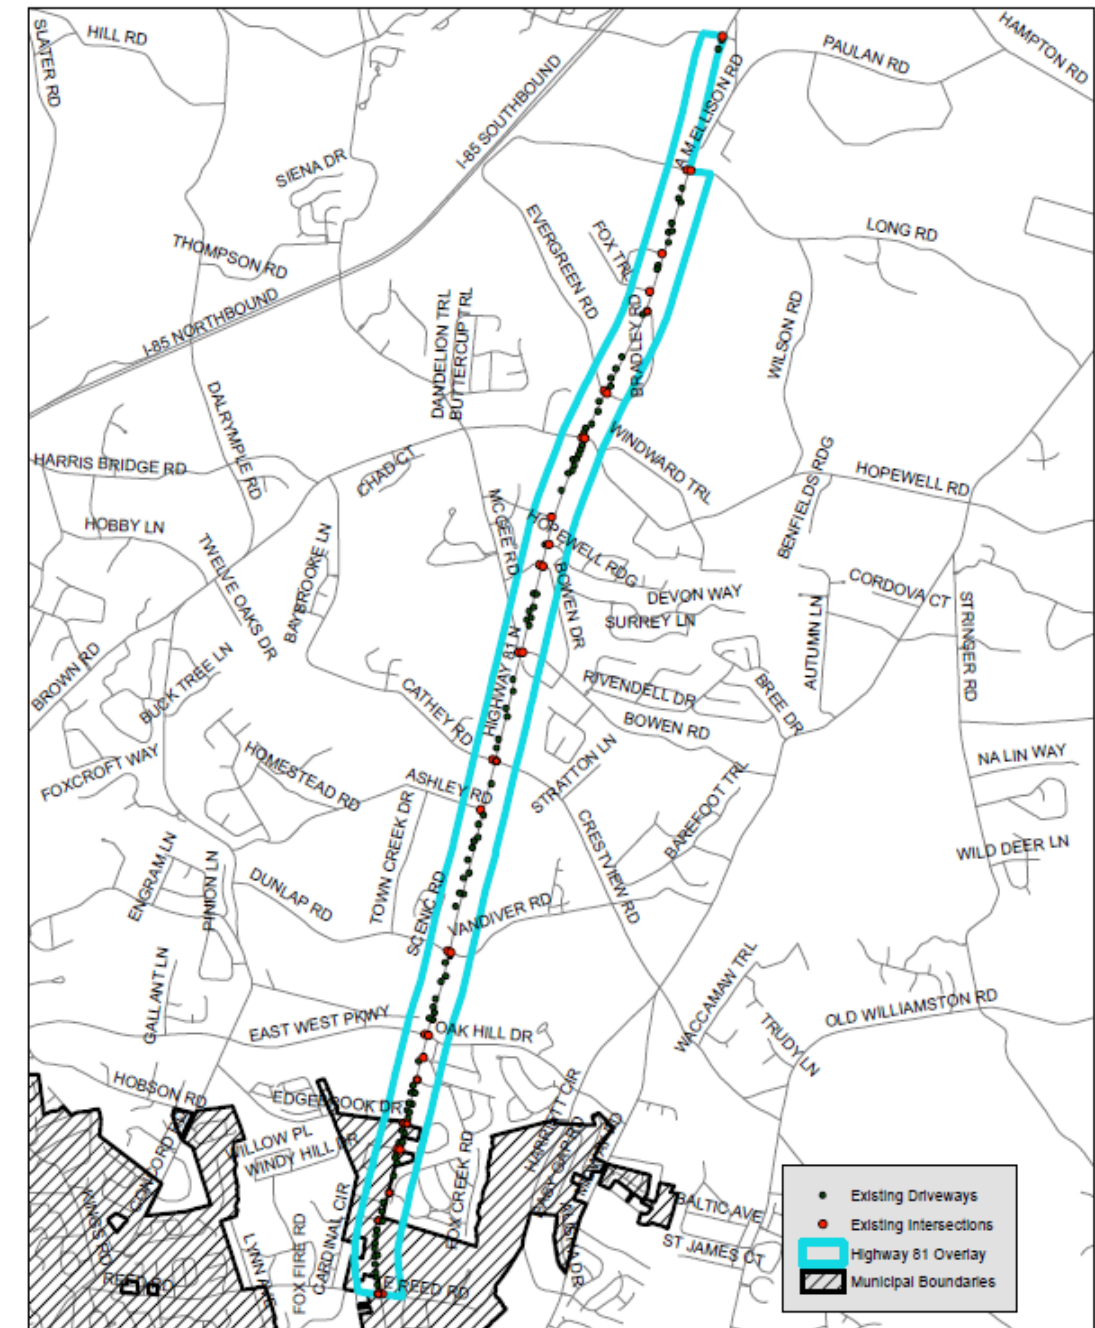 SLATER RD
HILL RD
HAMPTON RD
PAULAN RD
A M ELLISON RD
I-85 SOUTHBOUND
SIENA DR
EVERGREEN RD
FOX TRL
LONG RD
THOMPSON RD
I-85 NORTHBOUND
DANDELION TRL
BUTTERCUP TRL
BRADLEY RD
WILSON RD
DALRYMPLE RD
WINDWARD TRL
HARRIS BRIDGE RD
CHAD CT
BENFIELDS RDG
HOPEWELL RD
MCGEE RD
HOPEWELL RDG
HOBBY LN
TWELVE OAKS DR
BAYBROOKE LN
BOWEN DR
DEVON WAY
CORDOVA CT
SURREY LN
AUTUMN LN
STRINGER RD
BROWN RD
BUCK TREE LN
HIGHWAY 81 N
CATHEY RD
RIVENDELL DR
BREE DR
BOWEN RD
FOXCROFT WAY
HOMESTEAD RD
ASHLEY RD
STRATTON LN
NA LIN WAY
TOWN CREEK DR
CRESTVIEW RD
BAREFOOT TRL
WILD DEER LN
ENGRAM LN
PINION LN
DUNLAP RD
SCENIC RD
VANDIVER RD
GALLANT LN
EAST WEST PKWY
OAK HILL DR
WACCAMAW TRL
TRUDY LN
OLD WILLIAMSTON RD
HOBSON RD
EDGEBROOK DR
HARRIETT CIR
WILLOW PL
WINDY HILL DR
KINGS RD
FOX CREEK RD
BALTIC AVE
ST JAMES CT
LYNN AVE
FOX FIRE RD
CARDINAL CIR
REED RD
E REED RD
Existing Driveways
Existing Intersections
Highway 81 Overlay
Municipal Boundaries